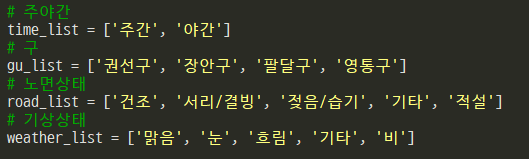 # 주야간
time_list = ['주간', '야간']
# 구
gu_list = ['권선구', '장안구', '팔달구', '영통구']
# 노면상태
road_list = ['건조', '서리/결빙', '젖음/습기', '기타', '적설']
# 기상상태
weather_list = ['맑음', '눈', '흐림', '기타', '비']